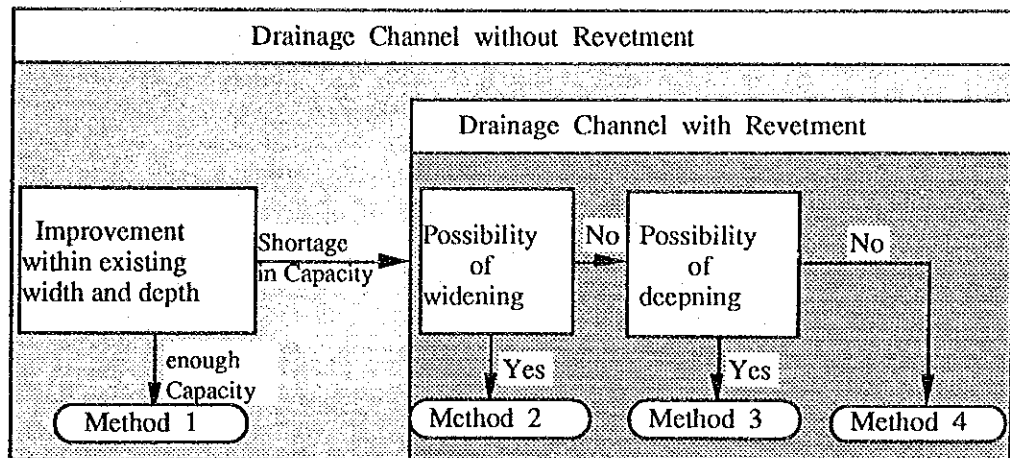 Drainage Channel without Revetment
Drainage Channel with Revetment
Improvement
within existing
width and depth
Shortage
in Capacity
Possibility
of
widening
No
Possibility
of
deepning
No
enough
Capacity
Yes
Yes
Method 1
Method 2
Method 3
Method 4